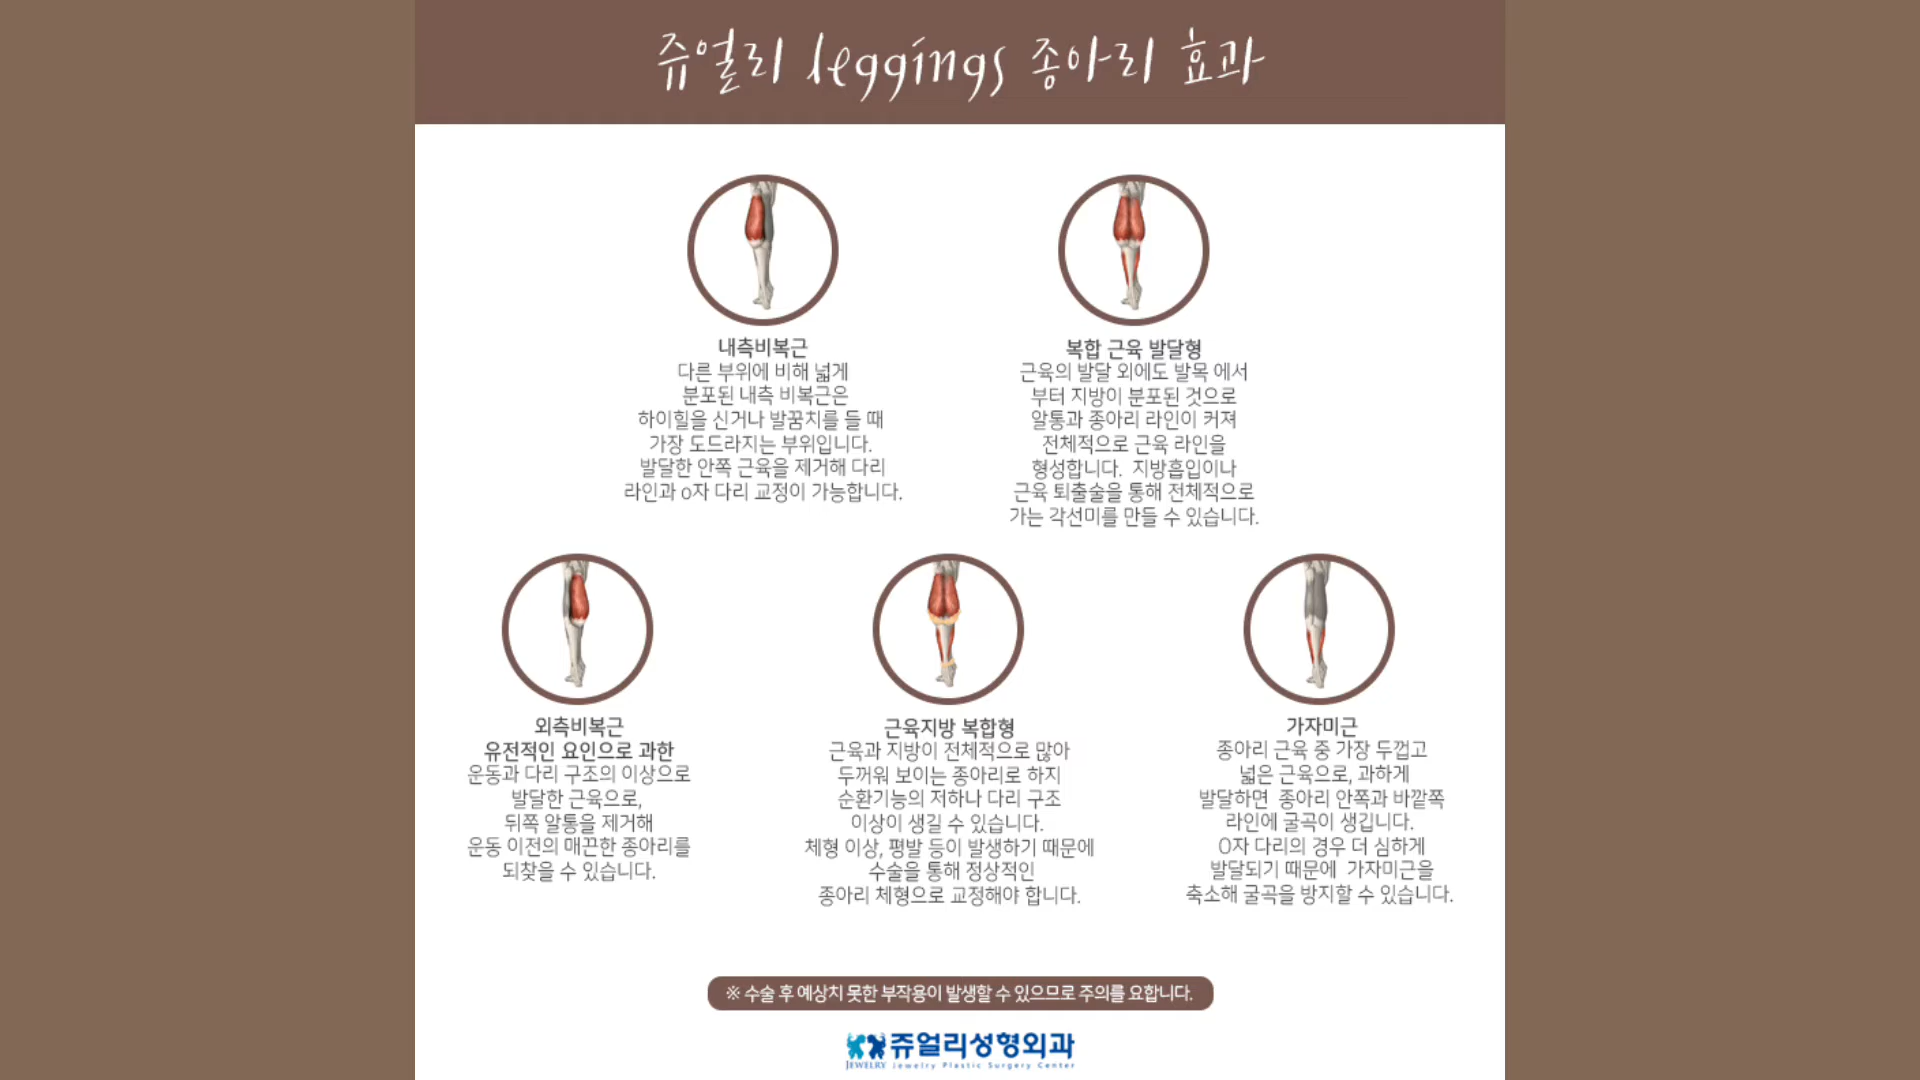 쥬얼리 leggings 종아리 효과
내측비복근
다른 부위에 비해 넓게
분포된 내측 비복근은
하이힐을 신거나 발꿈치를 들 때
가장 도드라지는 부위입니다.
발달한 안쪽 근육을 제거해 다리
라인과 o자 다리 교정이 가능합니다.
복합 근육 발달형
근육의 발달 외에도 발목 에서
부터 지방이 분포된 것으로
알통과 종아리 라인이 커져
전체적으로 근육 라인을
형성합니다. 지방흡입이나
근육 퇴출술을 통해 전체적으로
가는 각선미를 만들 수 있습니다.
외측비복근
유전적인 요인으로 과한
운동과 다리 구조의 이상으로
발달한 근육으로,
뒤쪽 알통을 제거해
운동 이전의 매끈한 종아리를
되찾을 수 있습니다.
근육지방 복합형
근육과 지방이 전체적으로 많아
두꺼워 보이는 종아리로 하지
순환기능의 저하나 다리 구조
이상이 생길 수 있습니다.
체형 이상, 평발 등이 발생하기 때문에
수술을 통해 정상적인
종아리 체형으로 교정해야 합니다.
가자미근
종아리 근육 중 가장 두껍고
넓은 근육으로, 과하게
발달하면 종아리 안쪽과 바깥쪽
라인에 굴곡이 생깁니다.
O자 다리의 경우 더 심하게
발달되기 때문에 가자미근을
축소해 굴곡을 방지할 수 있습니다.
※ 수술 후 예상치 못한 부작용이 발생할 수 있으므로 주의를 요합니다.
쥬얼리성형외과
JEWELRY Jewelry Plastic Surgery Center